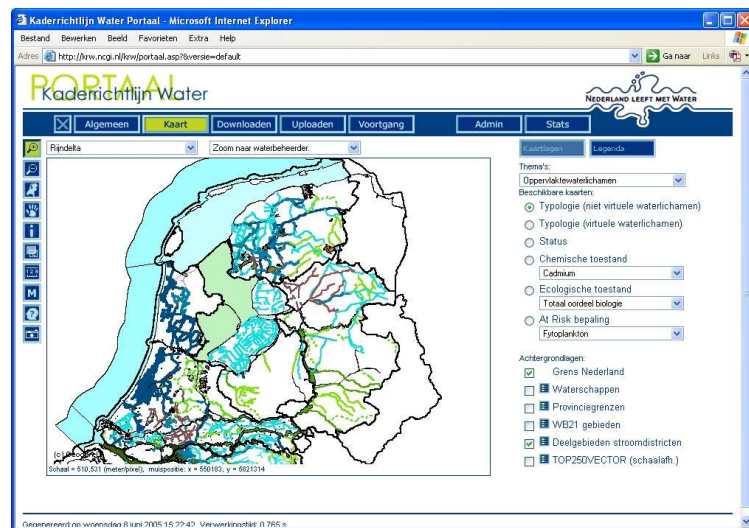 Kaderrichtlijn Water Portaal - Microsoft Internet Explorer
Bestand Bewerken Beeld Favorieten Extra Help
Adres http://krw.ncgi.nl/krw/portaal.asp?&versie=default Ga naar Links
PORTAAL
Kaderrichtlijn Water
NEDERLAND LEEFT MET WATER
Algemeen Kaart Downloaden Uploaden Voortgang Admin Stats
Rijndelta Zoom naar waterbeheerder.
Kaartlagen Legenda
Thema's:
Oppervlaktewaterlichamen
Beschikbare kaarten:
Typologie (niet virtuele waterlichamen)
Typologie (virtuele waterlichamen)
Status
Chemische toestand
Cadmium
Ecologische toestand
Totaal oordeel biologie
At Risk bepaling
Fytoplankton
Achtergrondlagen:
Grens Nederland
Waterschappen
Provinciegrenzen
WB21 gebieden
Deelgebieden stroomdistricten
TOP250VECTOR (schaalafh.)
M
?
Schaal = 510,531 (meter/pixel), muispositie: x = 550183, y = 5821314
Gegenereerd op woensdag 8 juni 2005 15:22:42 Verwerkingstijd: 0,765 s